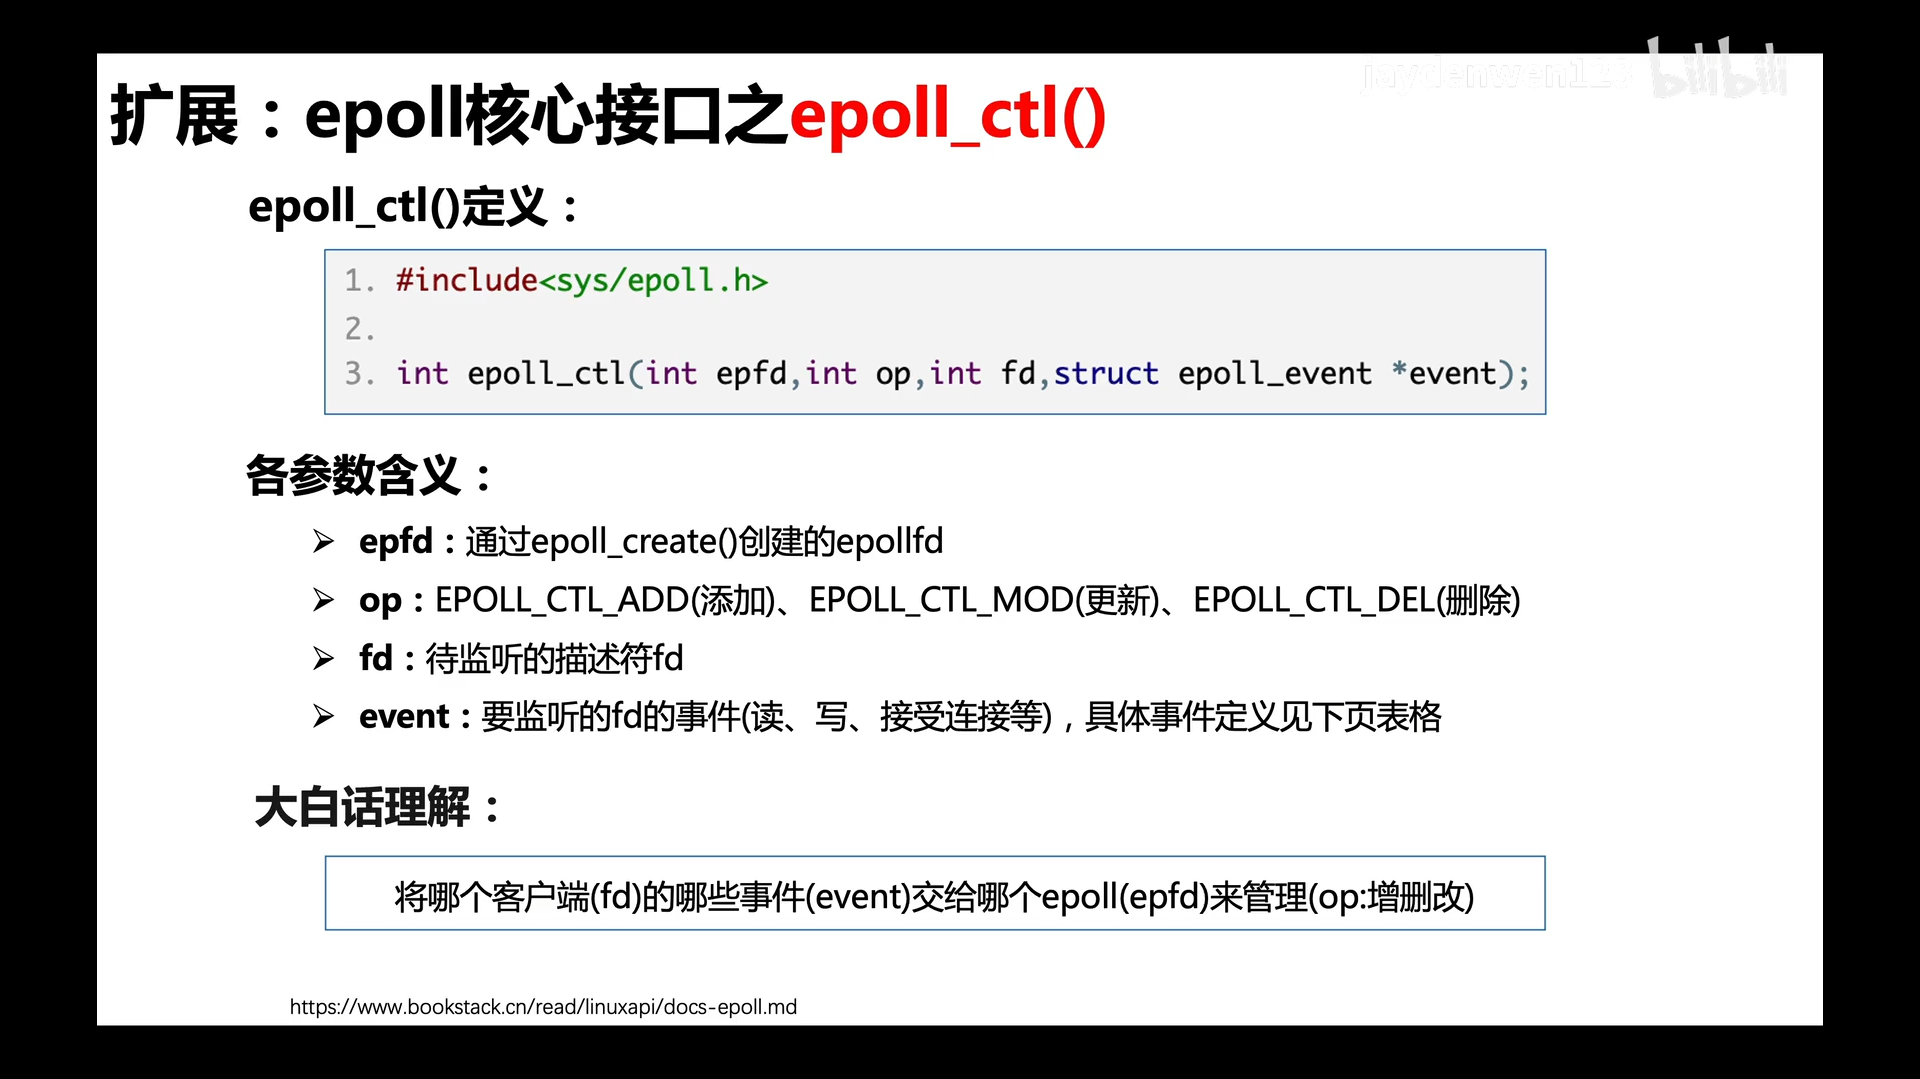 jaydenwen123 bilibili
扩展：epoll核心接口之epoll_ctl()
epoll_ctl()定义：
1. #include<sys/epoll.h>
2.
3. int epoll_ctl(int epfd,int op,int fd,struct epoll_event *event);
各参数含义：
➢ epfd：通过epoll_create()创建的epollfd
➢ op：EPOLL_CTL_ADD(添加)、EPOLL_CTL_MOD(更新)、EPOLL_CTL_DEL(删除)
➢ fd：待监听的描述符fd
➢ event：要监听的fd的事件(读、写、接受连接等)，具体事件定义见下页表格
大白话理解：
将哪个客户端(fd)的哪些事件(event)交给哪个epoll(epfd)来管理(op:增删改)
https://www.bookstack.cn/read/linuxapi/docs-epoll.md